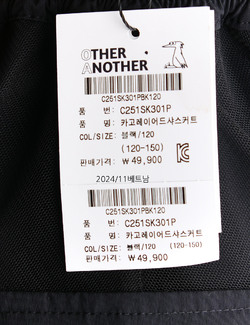 OTHER
ANOTHER
C251SK301PBK120
품 번: C251SK301P
품 명: 카고레이어드샤스커트
COL/SIZE: 블랙/120
(120-150)
판매가격: ₩ 49,900
2024/11베트남
C251SK301PBK120
품 번: C251SK301P
품 명: 카고레이어드샤스커트
COL/SIZE: 블랙/120 (120-150)
판매가격: ₩ 49,900